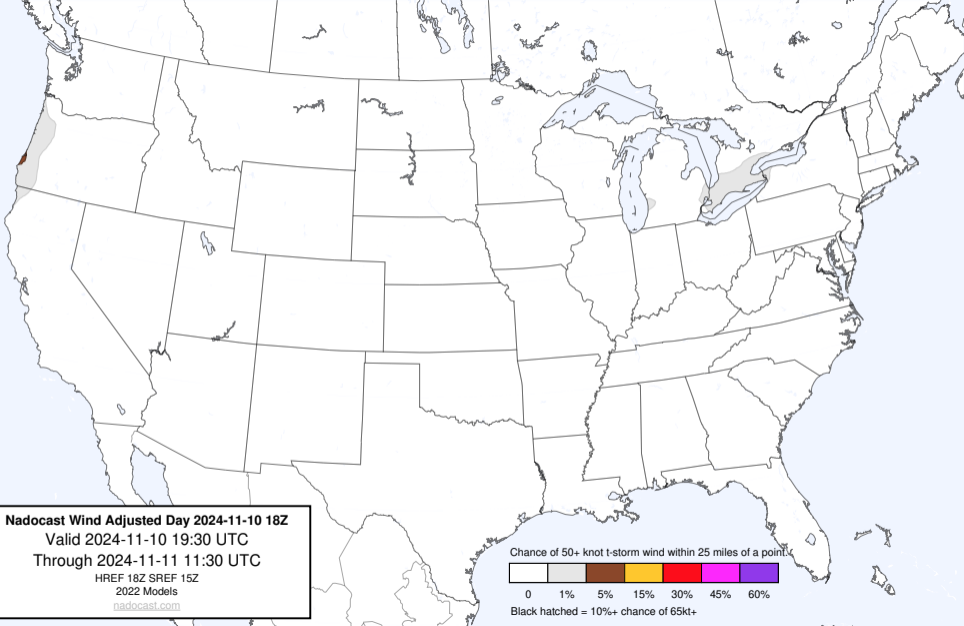 Nadocast Wind Adjusted Day 2024-11-10 18Z
Valid 2024-11-10 19:30 UTC
Through 2024-11-11 11:30 UTC
HREF 18Z SREF 15Z
2022 Models
nadocast.com
Chance of 50+ knot t-storm wind within 25 miles of a point.
0 1% 5% 15% 30% 45% 60%
Black hatched = 10%+ chance of 65kt+